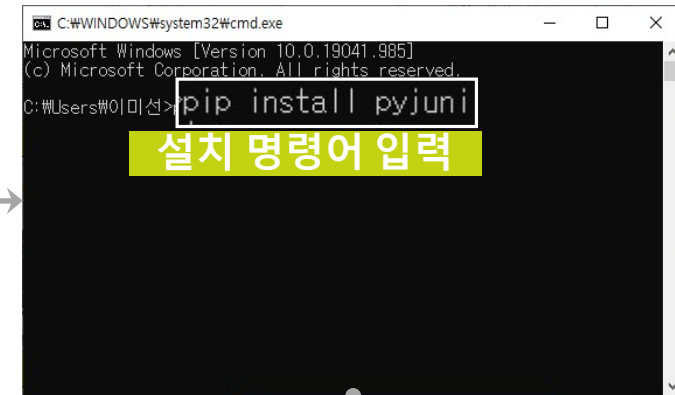 C:₩WINDOWS₩system32₩cmd.exe
Microsoft Windows [Version 10.0.19041.985]
(c) Microsoft Corporation. All rights reserved.
C:₩Users₩이미선>pip install pyjuni
설치 명령어 입력